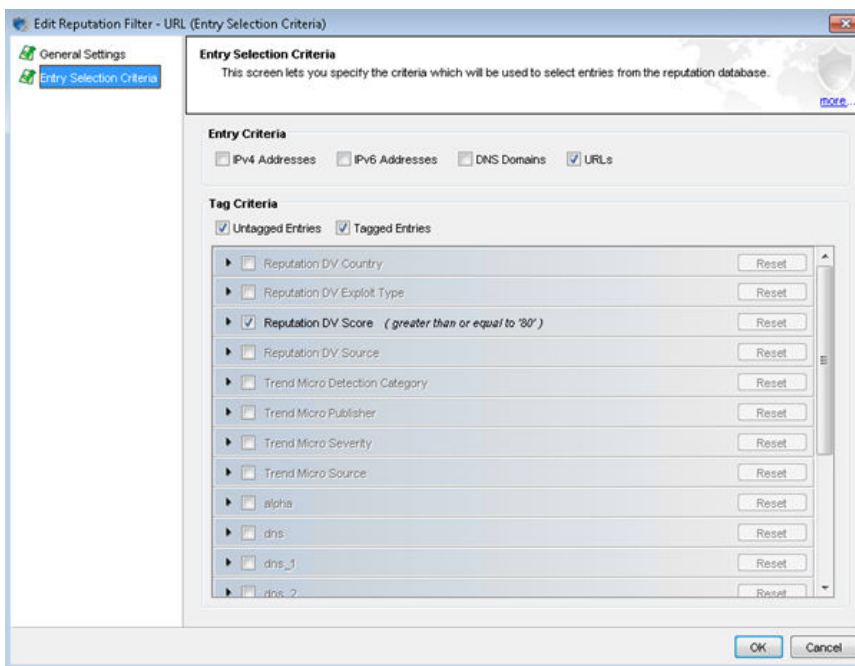 Edit Reputation Filter - URL (Entry Selection Criteria)
General Settings
Entry Selection Criteria
Entry Selection Criteria
This screen lets you specify the criteria which will be used to select entries from the reputation database.
more...
Entry Criteria
IPv4 Addresses IPv6 Addresses DNS Domains URLs
Tag Criteria
Untagged Entries Tagged Entries
Reputation DV Country Reset
Reputation DV Exploit Type Reset
Reputation DV Score ( greater than or equal to '80' ) Reset
Reputation DV Source Reset
Trend Micro Detection Category Reset
Trend Micro Publisher Reset
Trend Micro Severity Reset
Trend Micro Source Reset
alpha Reset
dns Reset
dns_1 Reset
dns_2 Reset
OK Cancel